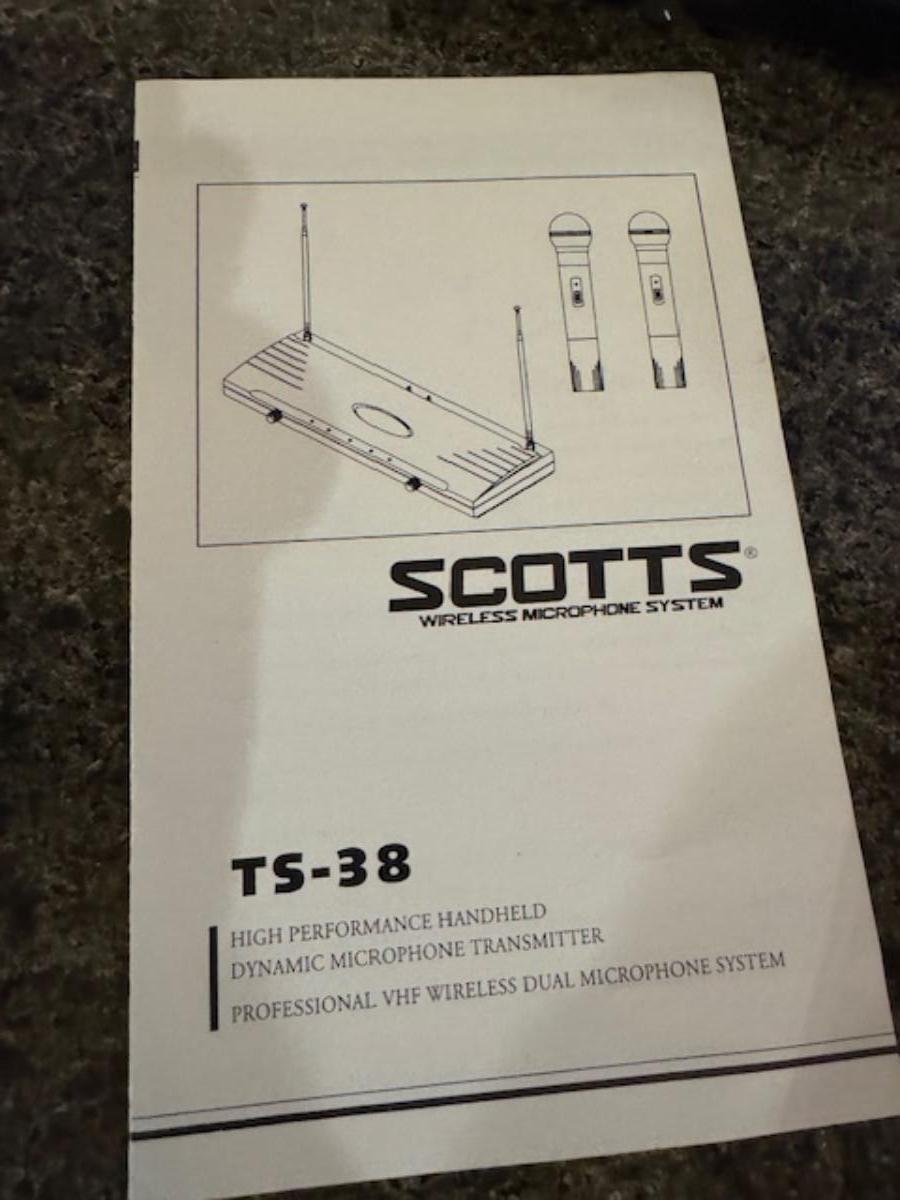 SCOTTS®
WIRELESS MICROPHONE SYSTEM
TS-38
HIGH PERFORMANCE HANDHELD
DYNAMIC MICROPHONE TRANSMITTER
PROFESSIONAL VHF WIRELESS DUAL MICROPHONE SYSTEM